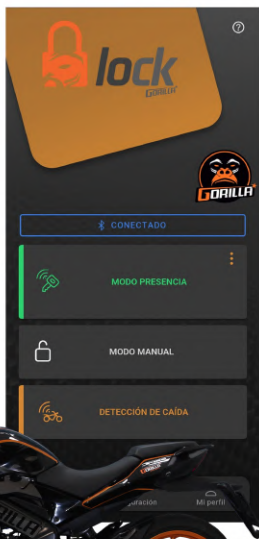 lock
GORILLA
GORILLA
CONECTADO
MODO PRESENCIA
MODO MANUAL
DETECCIÓN DE CAÍDA
Mi perfil